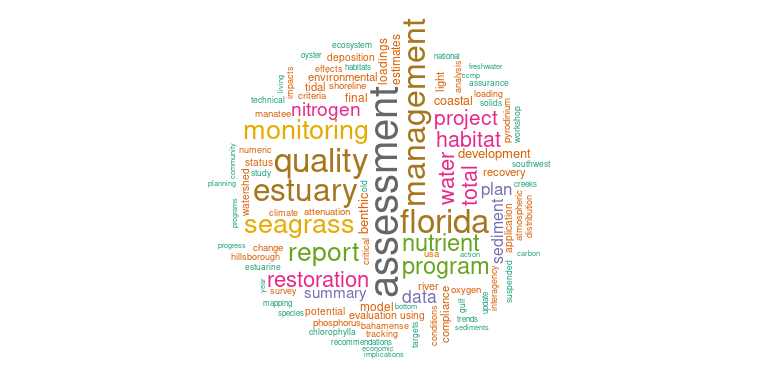 management
ecosystem
oyster
national
deposition
loadings
estimates
freshwater
effects
habitats
light
analysis
ccmp
living
impacts
environmental
assurance
tidal
shoreline
loading
technical
criteria
final
coastal
solids
manatee
nitrogen
project
pyrodinium
workshop
monitoring
habitat
numeric
quality
assessment
water
total
development
community
status
southwest
study
recovery
planning
watershed
estuary
benthic
old
plan
creeks
programs
climate
attenuation
florida
sediment
application
atmospheric
distribution
seagrass
progress
change
report
critical
nutrient
usa
action
carbon
hillsborough
estuarine
program
suspended
interagency
year
restoration
river
oxygen
survey
summary
data
mapping
potential
model
bottom
compliance
gulf
update
species
evaluation
using
phosphorus
bahamense
conditions
trends
sediments
chlorophylla
tracking
targets
recommendations
economic
implications